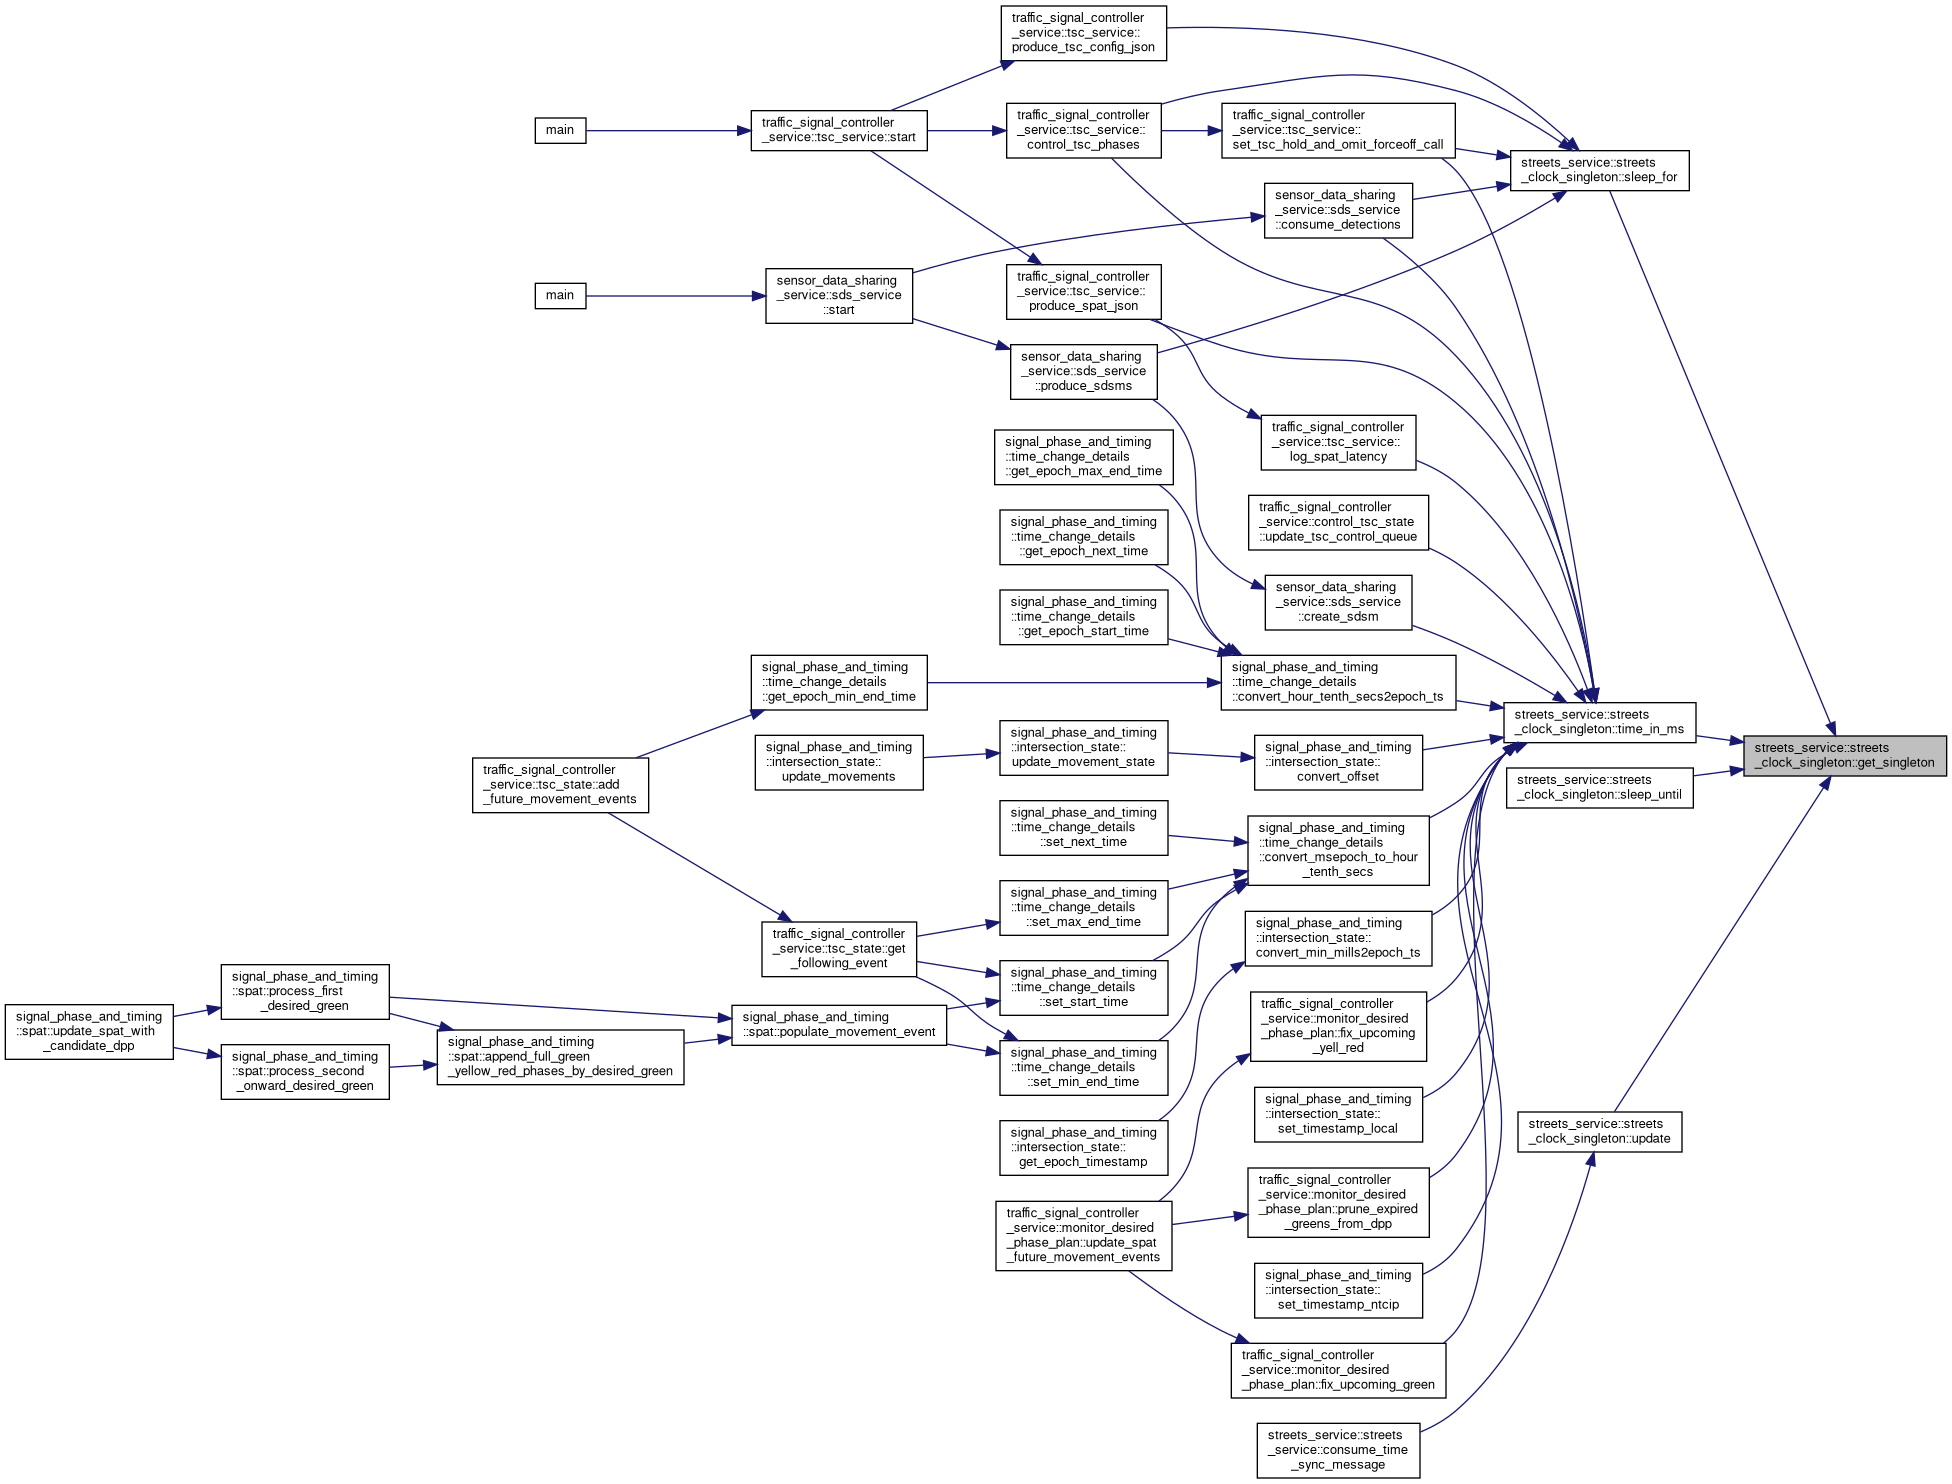 traffic_signal_controller
_service::tsc_service::
produce_tsc_config_json
main
traffic_signal_controller
_service::tsc_service::start
traffic_signal_controller
_service::tsc_service::
control_tsc_phases
traffic_signal_controller
_service::tsc_service::
set_tsc_hold_and_omit_forceoff_call
streets_service::streets
_clock_singleton::sleep_for
sensor_data_sharing
_service::sds_service
::consume_detections
main
sensor_data_sharing
_service::sds_service
::start
traffic_signal_controller
_service::tsc_service::
produce_spat_json
sensor_data_sharing
_service::sds_service
::produce_sdsms
traffic_signal_controller
_service::tsc_service::
log_spat_latency
signal_phase_and_timing
::time_change_details
::get_epoch_max_end_time
traffic_signal_controller
_service::control_tsc_state
::update_tsc_control_queue
signal_phase_and_timing
::time_change_details
::get_epoch_next_time
sensor_data_sharing
_service::sds_service
::create_sdsm
signal_phase_and_timing
::time_change_details
::get_epoch_start_time
signal_phase_and_timing
::time_change_details
::get_epoch_min_end_time
signal_phase_and_timing
::time_change_details
::convert_hour_tenth_secs2epoch_ts
streets_service::streets
_clock_singleton::time_in_ms
streets_service::streets
_clock_singleton::get_singleton
signal_phase_and_timing
::intersection_state::
update_movements
signal_phase_and_timing
::intersection_state::
update_movement_state
signal_phase_and_timing
::intersection_state::
convert_offset
streets_service::streets
_clock_singleton::sleep_until
traffic_signal_controller
_service::tsc_state::add
_future_movement_events
signal_phase_and_timing
::time_change_details
::set_next_time
signal_phase_and_timing
::time_change_details
::convert_msepoch_to_hour
_tenth_secs
signal_phase_and_timing
::time_change_details
::set_max_end_time
traffic_signal_controller
_service::tsc_state::get
_following_event
signal_phase_and_timing
::intersection_state::
convert_min_mills2epoch_ts
signal_phase_and_timing
::time_change_details
::set_start_time
signal_phase_and_timing
::spat::process_first
_desired_green
signal_phase_and_timing
::spat::update_spat_with
_candidate_dpp
signal_phase_and_timing
::spat::populate_movement_event
traffic_signal_controller
_service::monitor_desired
_phase_plan::fix_upcoming
_yell_red
signal_phase_and_timing
::spat::append_full_green
_yellow_red_phases_by_desired_green
signal_phase_and_timing
::spat::process_second
_onward_desired_green
signal_phase_and_timing
::time_change_details
::set_min_end_time
signal_phase_and_timing
::intersection_state::
set_timestamp_local
streets_service::streets
_clock_singleton::update
signal_phase_and_timing
::intersection_state::
get_epoch_timestamp
traffic_signal_controller
_service::monitor_desired
_phase_plan::prune_expired
_greens_from_dpp
traffic_signal_controller
_service::monitor_desired
_phase_plan::update_spat
_future_movement_events
signal_phase_and_timing
::intersection_state::
set_timestamp_ntcip
traffic_signal_controller
_service::monitor_desired
_phase_plan::fix_upcoming_green
streets_service::streets
_service::consume_time
_sync_message